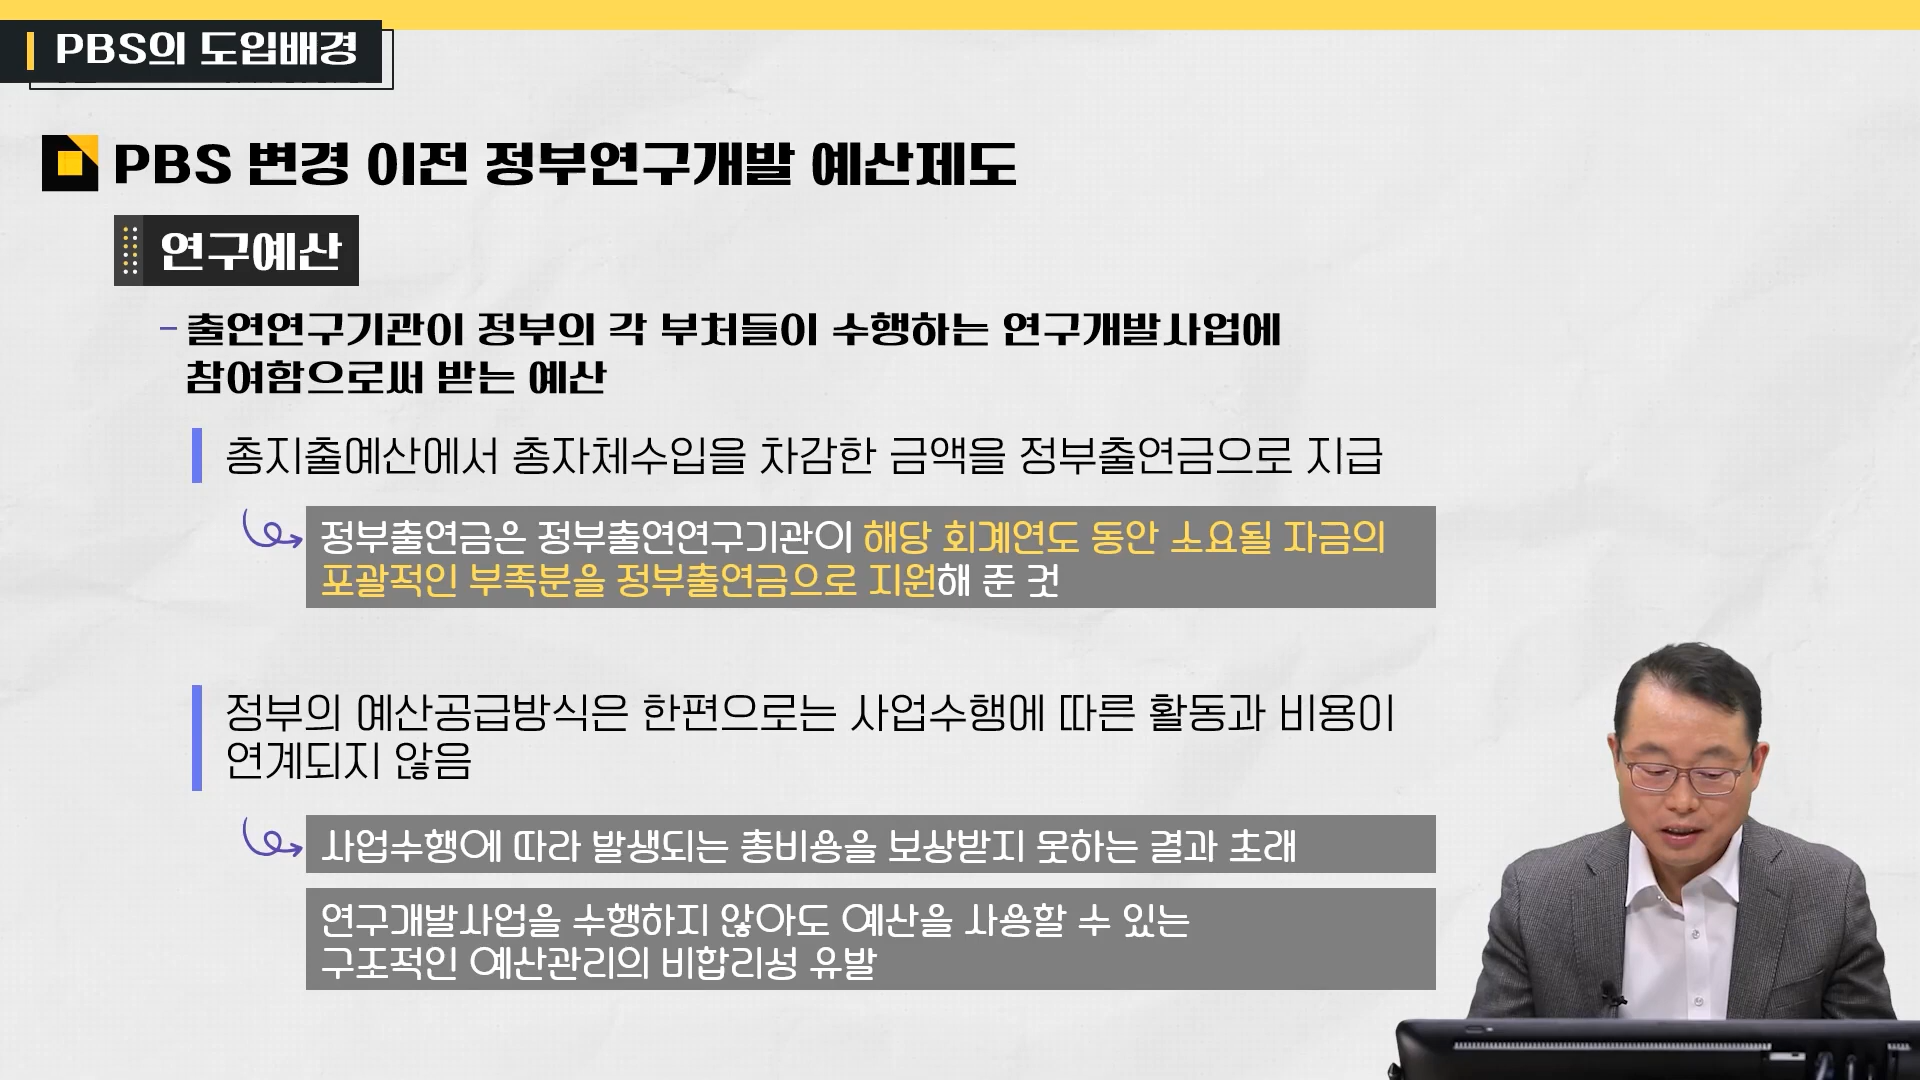 PBS의 도입배경
PBS 변경 이전 정부연구개발 예산제도
연구예산
- 출연연구기관이 정부의 각 부처들이 수행하는 연구개발사업에
참여함으로써 받는 예산
총지출예산에서 총자체수입을 차감한 금액을 정부출연금으로 지급
정부출연금은 정부출연연구기관이 해당 회계연도 동안 소요될 자금의
포괄적인 부족분을 정부출연금으로 지원해 준 것
정부의 예산공급방식은 한편으로는 사업수행에 따른 활동과 비용이
연계되지 않음
사업수행에 따라 발생되는 총비용을 보상받지 못하는 결과 초래
연구개발사업을 수행하지 않아도 예산을 사용할 수 있는
구조적인 예산관리의 비합리성 유발